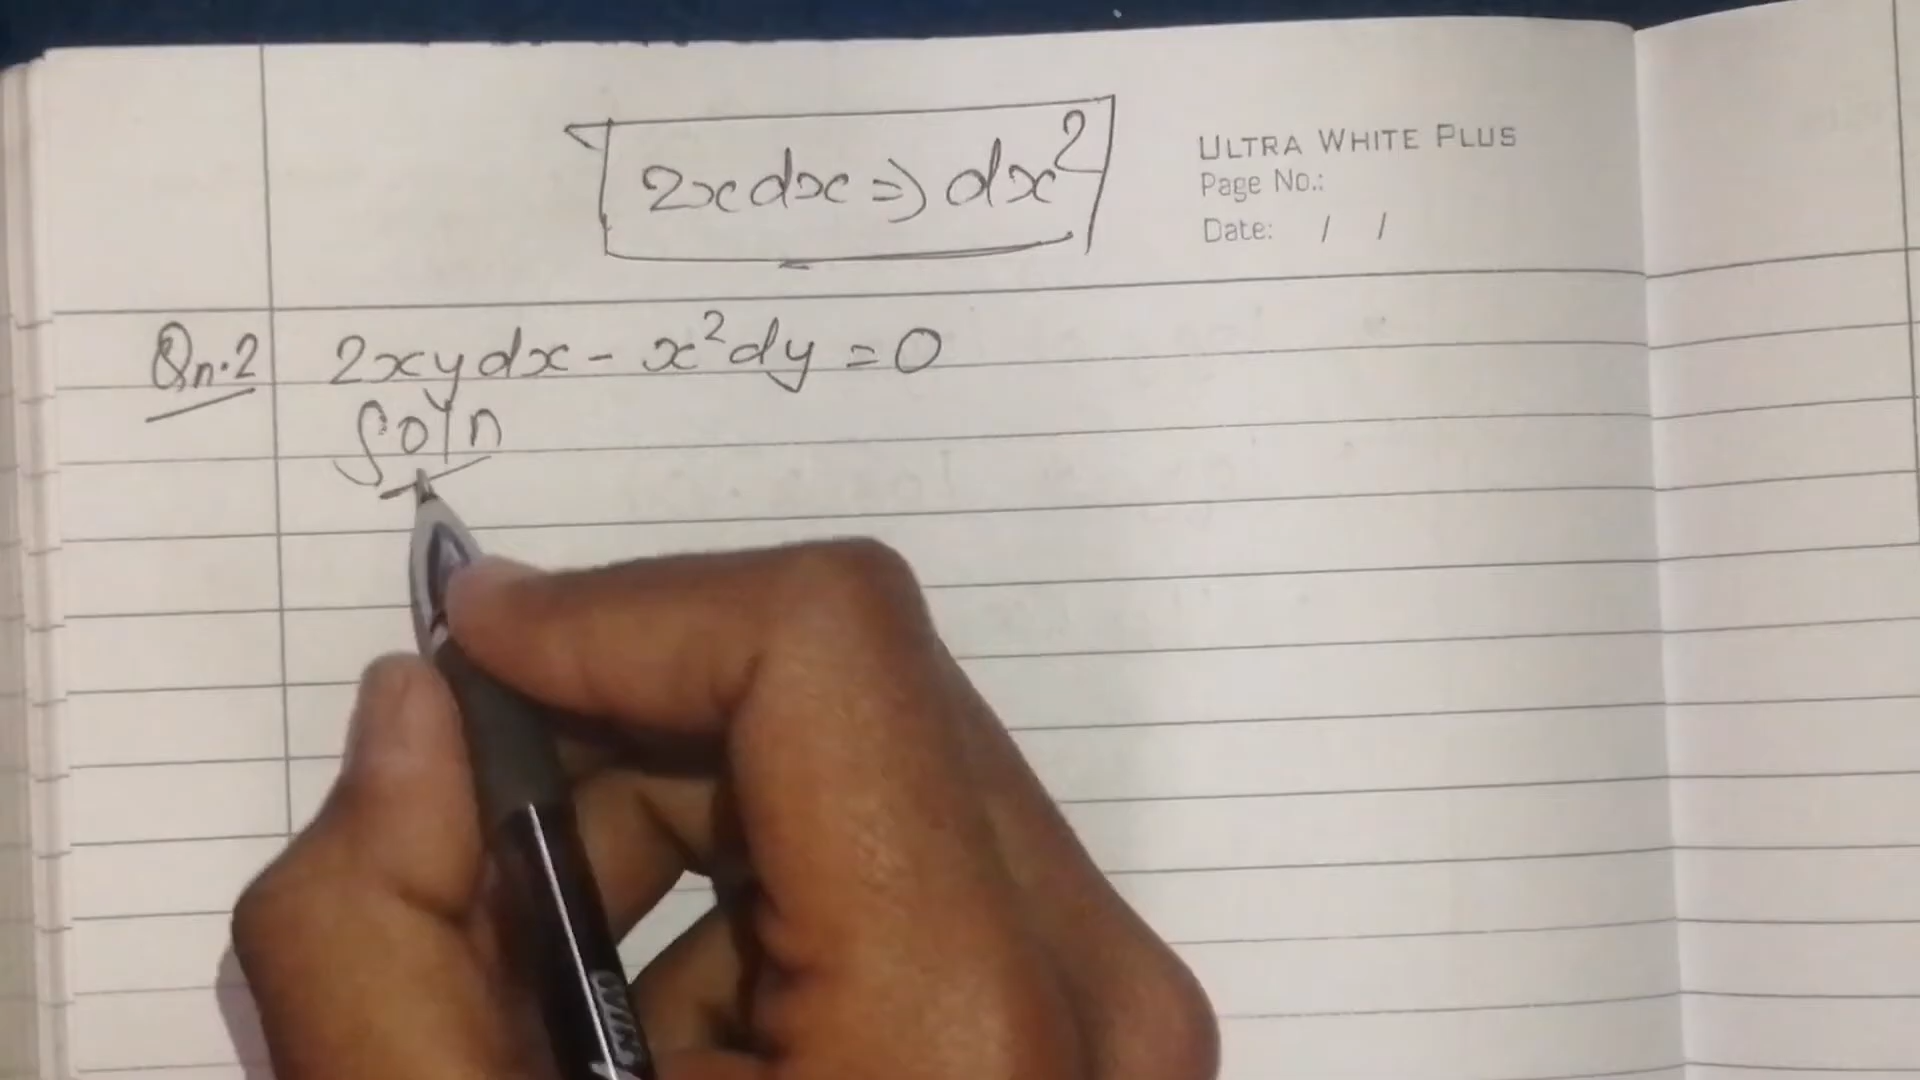 2xdx ⇒ dx²
ULTRA WHITE PLUS
Page No.:
Date: / /
Qn.2 2xydx - x²dy = 0
Solⁿ